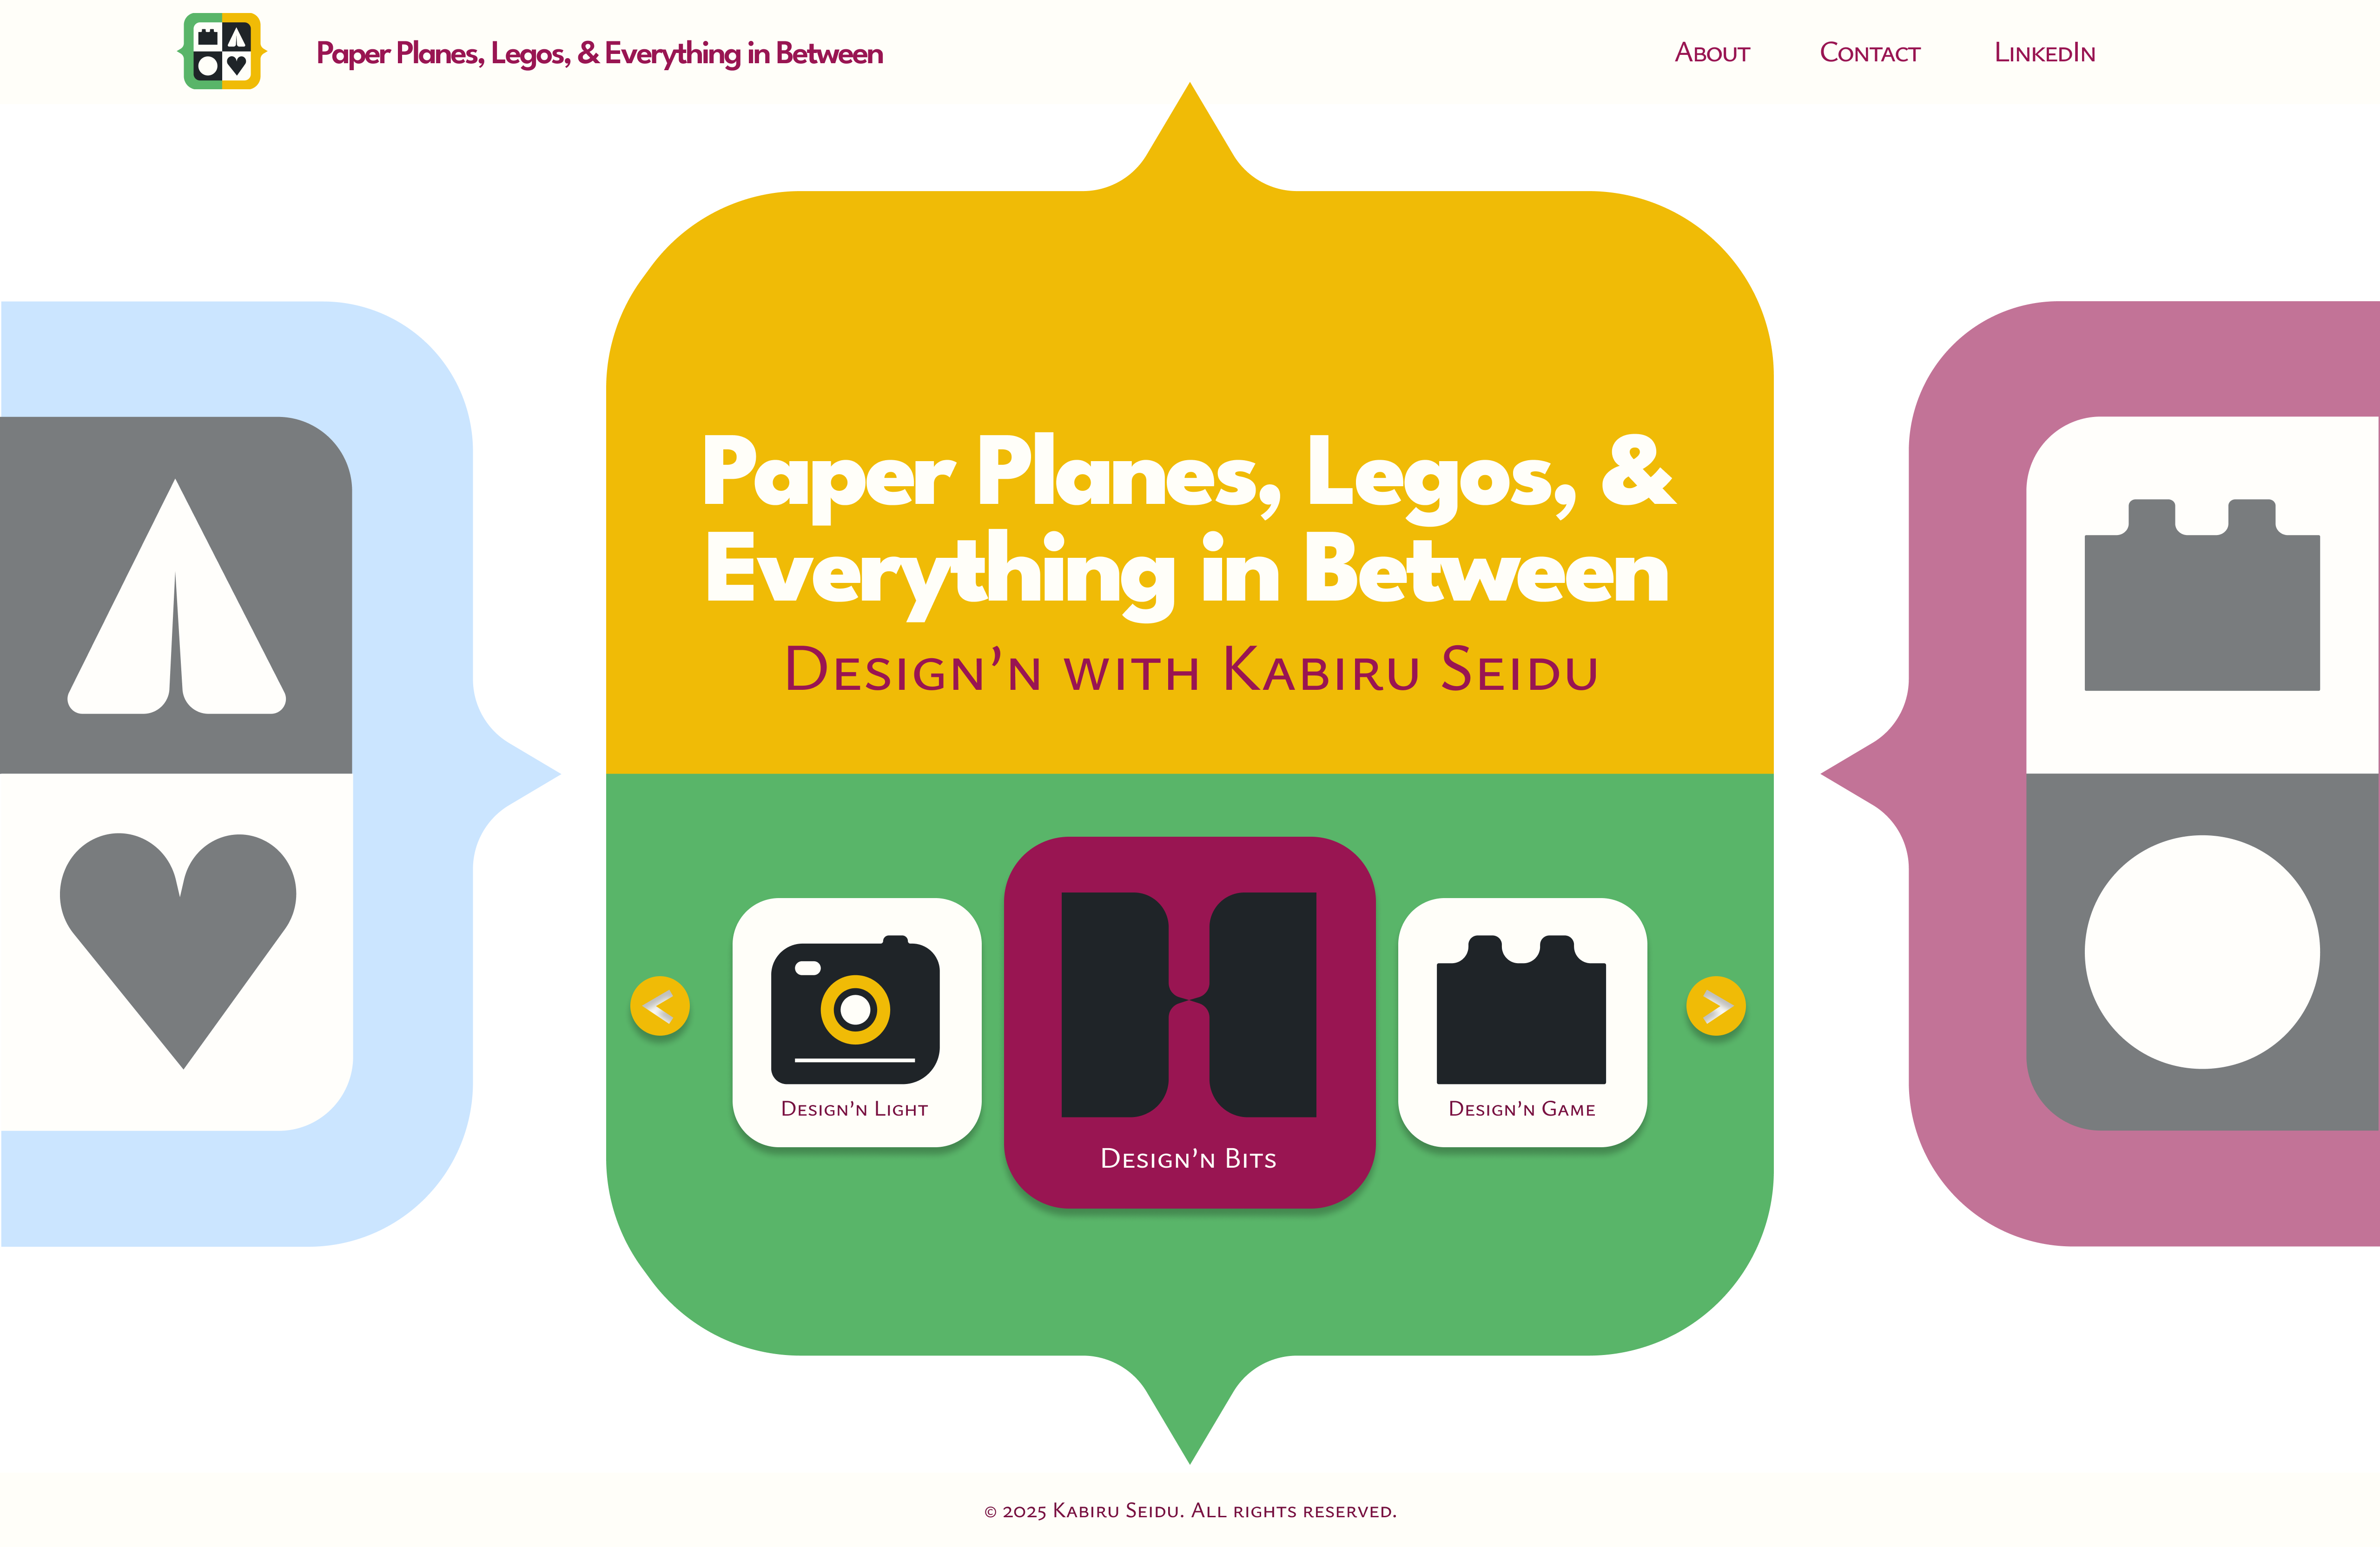 Paper Planes, Legos, & Everything in Between
About
Contact
LinkedIn
Paper Planes, Legos, &
Everything in Between
Design’n with Kabiru Seidu
<
Design’n Light
Design’n Bits
Design’n Game
>
© 2025 Kabiru Seidu. All rights reserved.